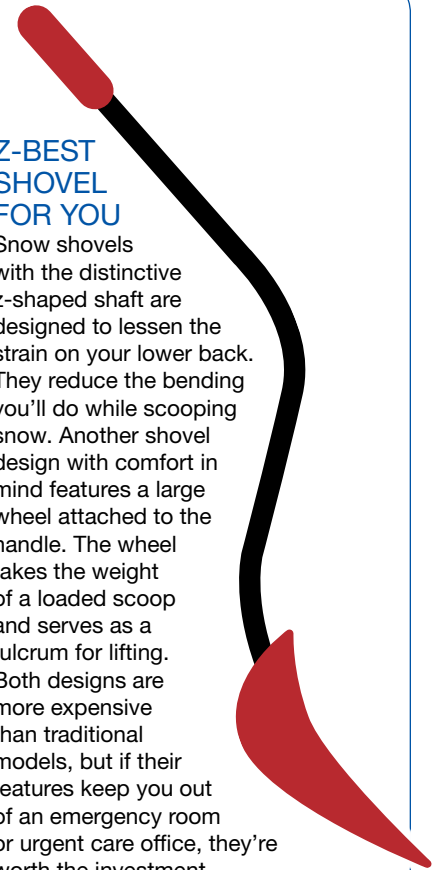 Z-BEST
SHOVEL
FOR YOU
Snow shovels
with the distinctive
z-shaped shaft are
designed to lessen the
strain on your lower back.
They reduce the bending
you'll do while scooping
snow. Another shovel
design with comfort in
mind features a large
wheel attached to the
handle. The wheel
takes the weight
of a loaded scoop
and serves as a
fulcrum for lifting.
Both designs are
more expensive
than traditional
models, but if their
features keep you out
of an emergency room
or urgent care office, they're
worth the investment